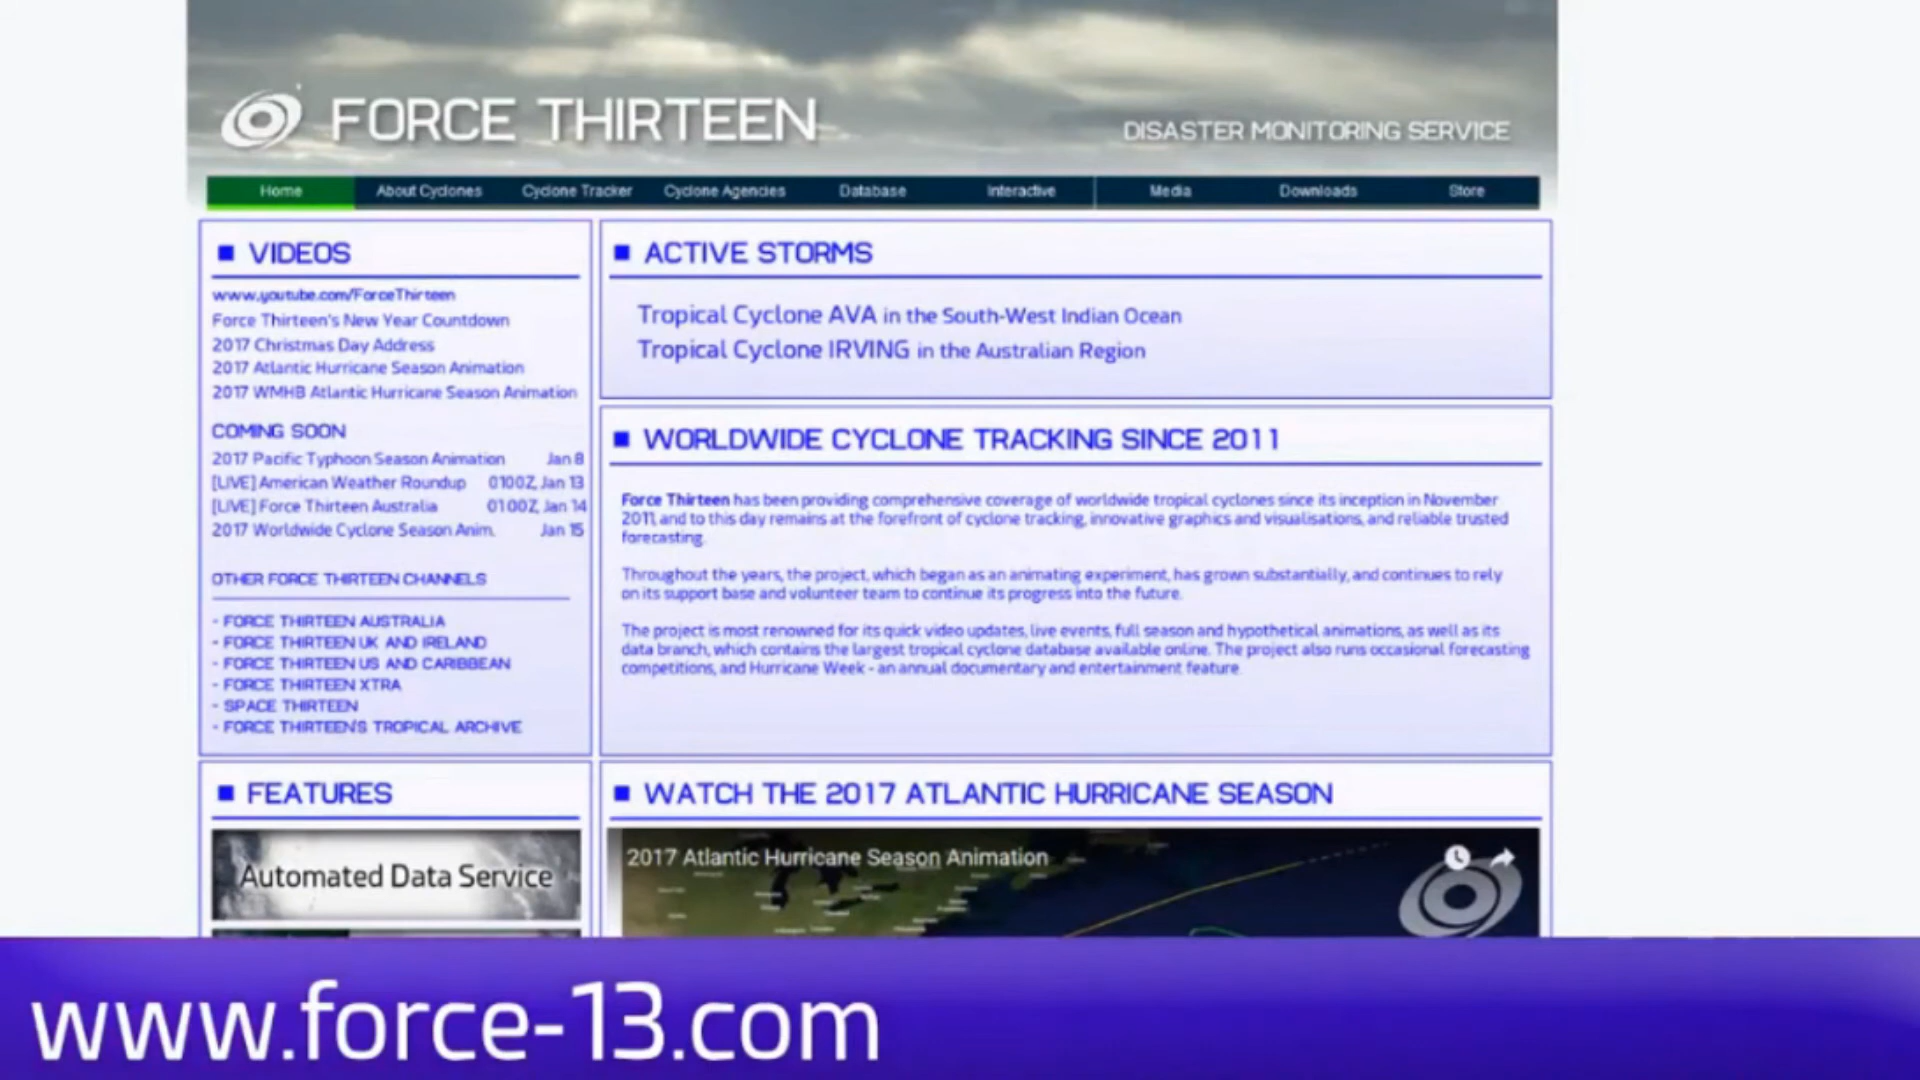 FORCE THIRTEEN
DISASTER MONITORING SERVICE
Home
About Cyclones
Cyclone Tracker
Cyclone Agencies
Database
Interactive
Media
Downloads
Store
VIDEOS
www.youtube.com/ForceThirteen
Force Thirteen's New Year Countdown
2017 Christmas Day Address
2017 Atlantic Hurricane Season Animation
2017 WMHB Atlantic Hurricane Season Animation
COMING SOON
2017 Pacific Typhoon Season Animation Jan 8
[LIVE] American Weather Roundup 0100Z, Jan 13
[LIVE] Force Thirteen Australia 0100Z, Jan 14
2017 Worldwide Cyclone Season Anim. Jan 15
OTHER FORCE THIRTEEN CHANNELS
- FORCE THIRTEEN AUSTRALIA
- FORCE THIRTEEN UK AND IRELAND
- FORCE THIRTEEN US AND CARIBBEAN
- FORCE THIRTEEN XTRA
- SPACE THIRTEEN
- FORCE THIRTEEN'S TROPICAL ARCHIVE
ACTIVE STORMS
Tropical Cyclone AVA in the South-West Indian Ocean
Tropical Cyclone IRVING in the Australian Region
WORLDWIDE CYCLONE TRACKING SINCE 2011
Force Thirteen has been providing comprehensive coverage of worldwide tropical cyclones since its inception in November
2011, and to this day remains at the forefront of cyclone tracking, innovative graphics and visualisations, and reliable trusted
forecasting.
Throughout the years, the project, which began as an animating experiment, has grown substantially, and continues to rely
on its support base and volunteer team to continue its progress into the future.
The project is most renowned for its quick video updates, live events, full season and hypothetical animations, as well as its
data branch, which contains the largest tropical cyclone database available online. The project also runs occasional forecasting
competitions, and Hurricane Week - an annual documentary and entertainment feature.
FEATURES
Automated Data Service
WATCH THE 2017 ATLANTIC HURRICANE SEASON
2017 Atlantic Hurricane Season Animation
www.force-13.com